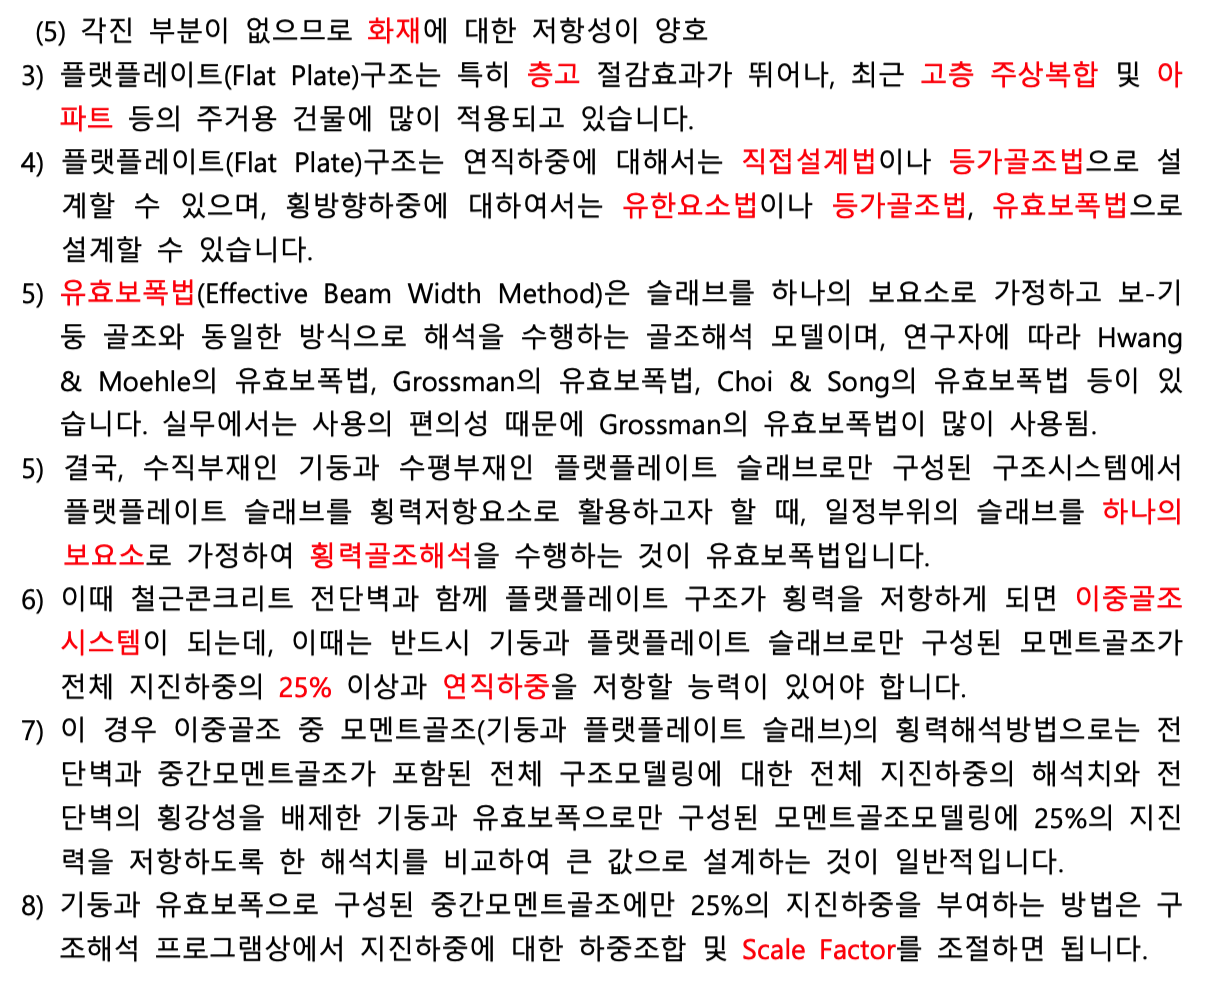 (5) 각진 부분이 없으므로 화재에 대한 저항성이 양호
3) 플랫플레이트(Flat Plate)구조는 특히 층고 절감효과가 뛰어나, 최근 고층 주상복합 및 아
파트 등의 주거용 건물에 많이 적용되고 있습니다.
4) 플랫플레이트(Flat Plate)구조는 연직하중에 대해서는 직접설계법이나 등가골조법으로 설
계할 수 있으며, 횡방향하중에 대하여서는 유한요소법이나 등가골조법, 유효보폭법으로
설계할 수 있습니다.
5) 유효보폭법(Effective Beam Width Method)은 슬래브를 하나의 보요소로 가정하고 보-기
둥 골조와 동일한 방식으로 해석을 수행하는 골조해석 모델이며, 연구자에 따라 Hwang
& Moehle의 유효보폭법, Grossman의 유효보폭법, Choi & Song의 유효보폭법 등이 있
습니다. 실무에서는 사용의 편의성 때문에 Grossman의 유효보폭법이 많이 사용됨.
5) 결국, 수직부재인 기둥과 수평부재인 플랫플레이트 슬래브로만 구성된 구조시스템에서
플랫플레이트 슬래브를 횡력저항요소로 활용하고자 할 때, 일정부위의 슬래브를 하나의
보요소로 가정하여 횡력골조해석을 수행하는 것이 유효보폭법입니다.
6) 이때 철근콘크리트 전단벽과 함께 플랫플레이트 구조가 횡력을 저항하게 되면 이중골조
시스템이 되는데, 이때는 반드시 기둥과 플랫플레이트 슬래브로만 구성된 모멘트골조가
전체 지진하중의 25% 이상과 연직하중을 저항할 능력이 있어야 합니다.
7) 이 경우 이중골조 중 모멘트골조(기둥과 플랫플레이트 슬래브)의 횡력해석방법으로는 전
단벽과 중간모멘트골조가 포함된 전체 구조모델링에 대한 전체 지진하중의 해석치와 전
단벽의 횡강성을 배제한 기둥과 유효보폭으로만 구성된 모멘트골조모델링에 25%의 지진
력을 저항하도록 한 해석치를 비교하여 큰 값으로 설계하는 것이 일반적입니다.
8) 기둥과 유효보폭으로 구성된 중간모멘트골조에만 25%의 지진하중을 부여하는 방법은 구
조해석 프로그램상에서 지진하중에 대한 하중조합 및 Scale Factor를 조절하면 됩니다.